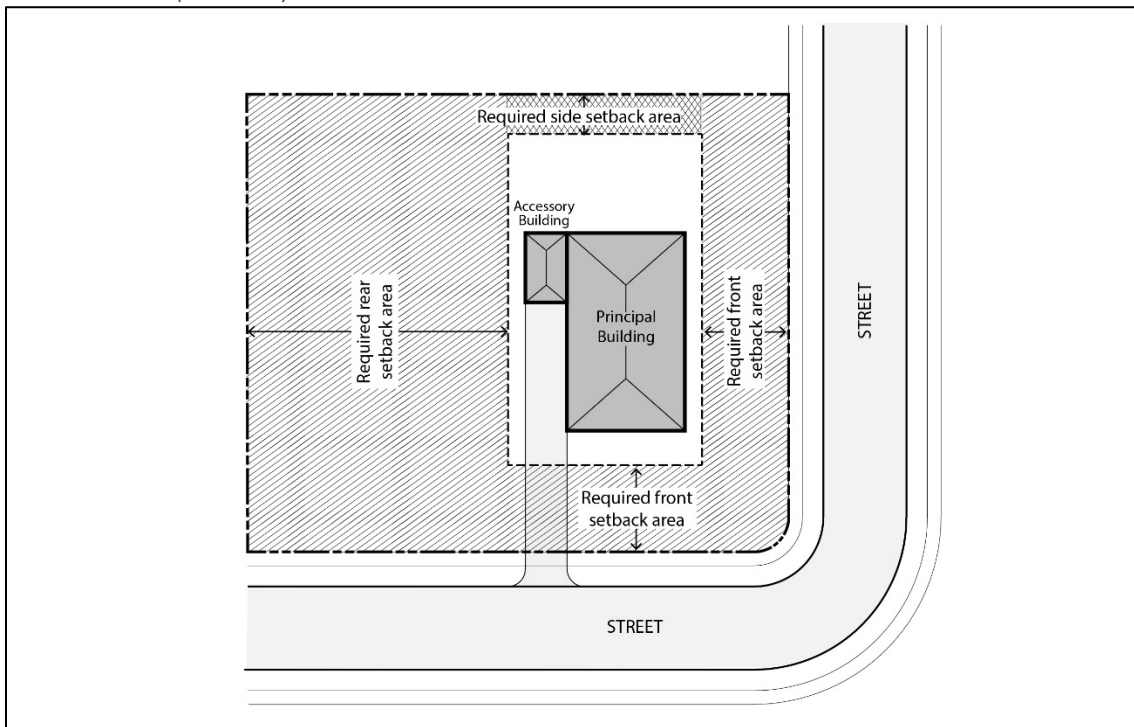 Required side setback area
Accessory
Building
Required rear
setback area
Principal
Building
Required front
setback area
STREET
Required front
setback area
STREET